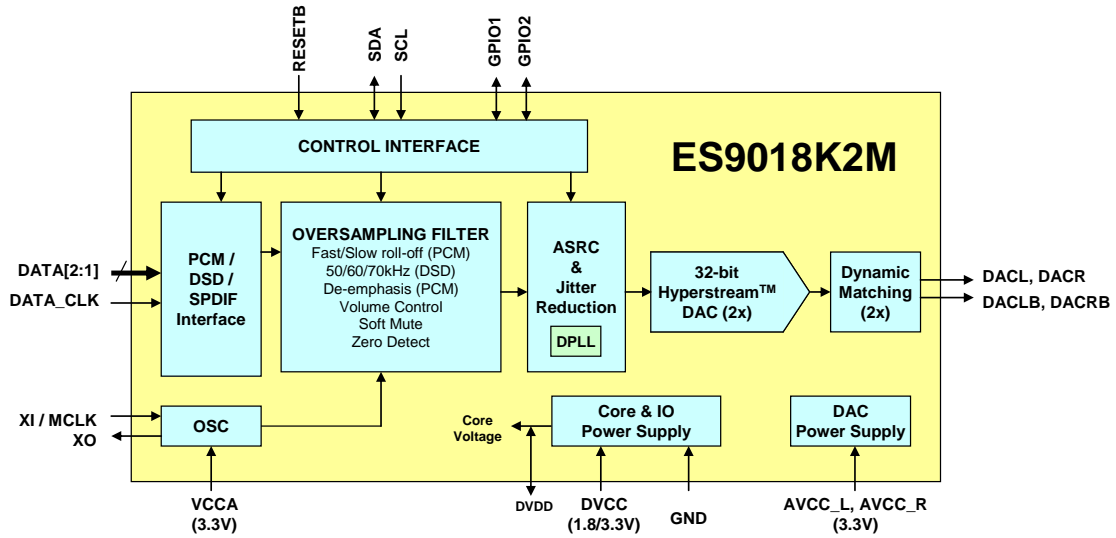 RESETB
SDA
SCL
GPIO1
GPIO2
CONTROL INTERFACE
ES9018K2M
DATA[2:1]
DATA_CLK
PCM /
DSD /
SPDIF
Interface
OVERSAMPLING FILTER
Fast/Slow roll-off (PCM)
50/60/70kHz (DSD)
De-emphasis (PCM)
Volume Control
Soft Mute
Zero Detect
ASRC
&
Jitter
Reduction
DPLL
32-bit
Hyperstream™
DAC (2x)
Dynamic
Matching
(2x)
DACL, DACR
DACLB, DACRB
XI / MCLK
XO
OSC
Core
Voltage
Core & IO
Power Supply
DAC
Power Supply
VCCA
(3.3V)
DVDD
DVCC
(1.8/3.3V)
GND
AVCC_L, AVCC_R
(3.3V)